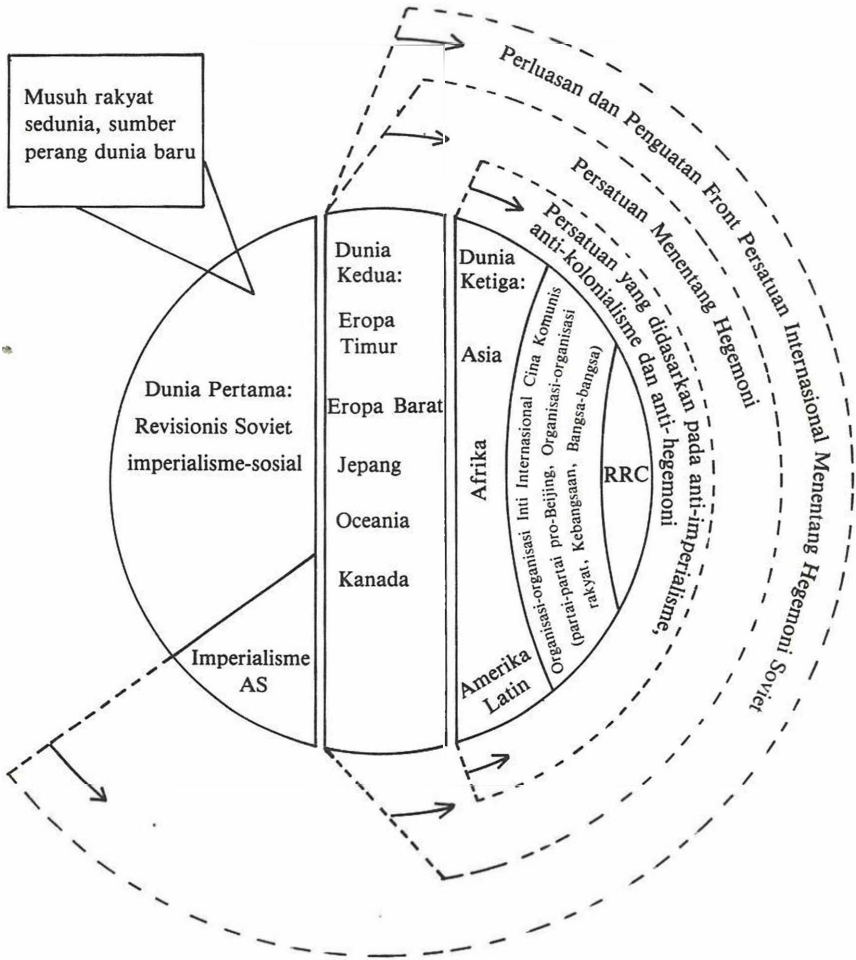 Musuh rakyat
sedunia, sumber
perang dunia baru
Dunia Pertama:
Revisionis Soviet
imperialisme-sosial
Imperialisme
AS
Dunia
Kedua:
Eropa
Timur
Eropa Barat
Jepang
Oceania
Kanada
Dunia
Ketiga:
Asia
Afrika
Amerika
Latin
Organisasi-organisasi Inti Internasional Cina Komunis
(partai-partai pro-Beijing, Organisasi-organisasi
rakyat, Kebangsaan, Bangsa-bangsa)
RRC
Persatuan yang didasarkan pada anti-imperialisme,
anti-kolonialisme dan anti-hegemoni
Persatuan Menentang Hegemoni
Perluasan dan Penguatan Front Persatuan Internasional Menentang Hegemoni Soviet